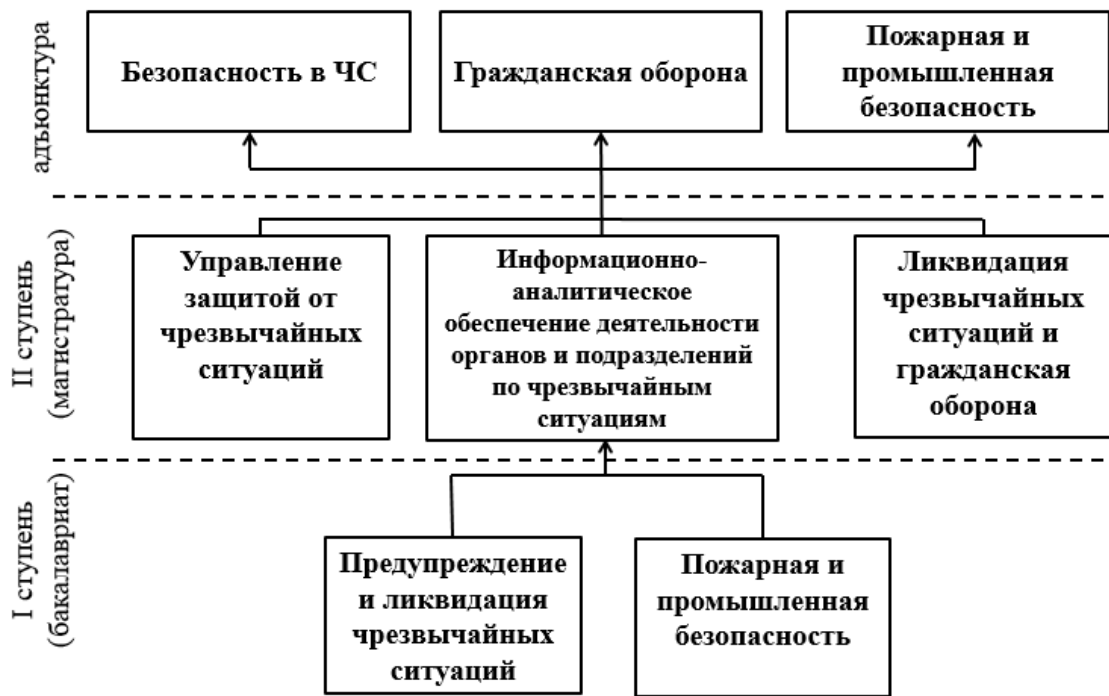 адъюнктура
Безопасность в ЧС
Гражданская оборона
Пожарная и
промышленная
безопасность
II ступень
(магистратура)
Управление
защитой от
чрезвычайных
ситуаций
Информационно-
аналитическое
обеспечение деятельности
органов и подразделений
по чрезвычайным
ситуациям
Ликвидация
чрезвычайных
ситуаций и
гражданская
оборона
I ступень
(бакалавриат)
Предупреждение
и ликвидация
чрезвычайных
ситуаций
Пожарная и
промышленная
безопасность